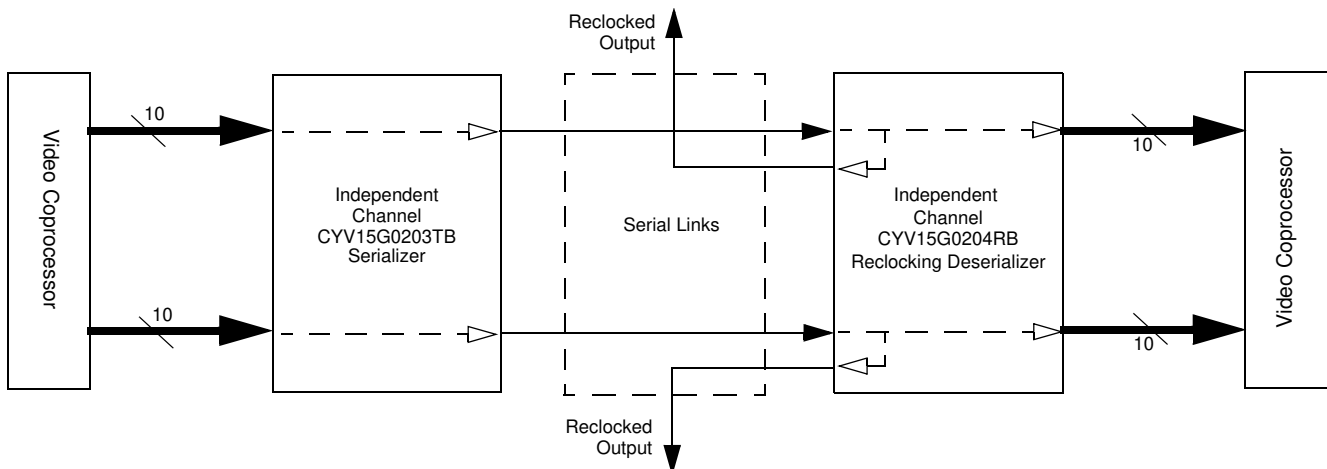 Reclocked
Output
Video Coprocessor
10
10
Independent
Channel
CYV15G0203TB
Serializer
Serial Links
Independent
Channel
CYV15G0204RB
Reclocking Deserializer
10
10
Video Coprocessor
Reclocked
Output